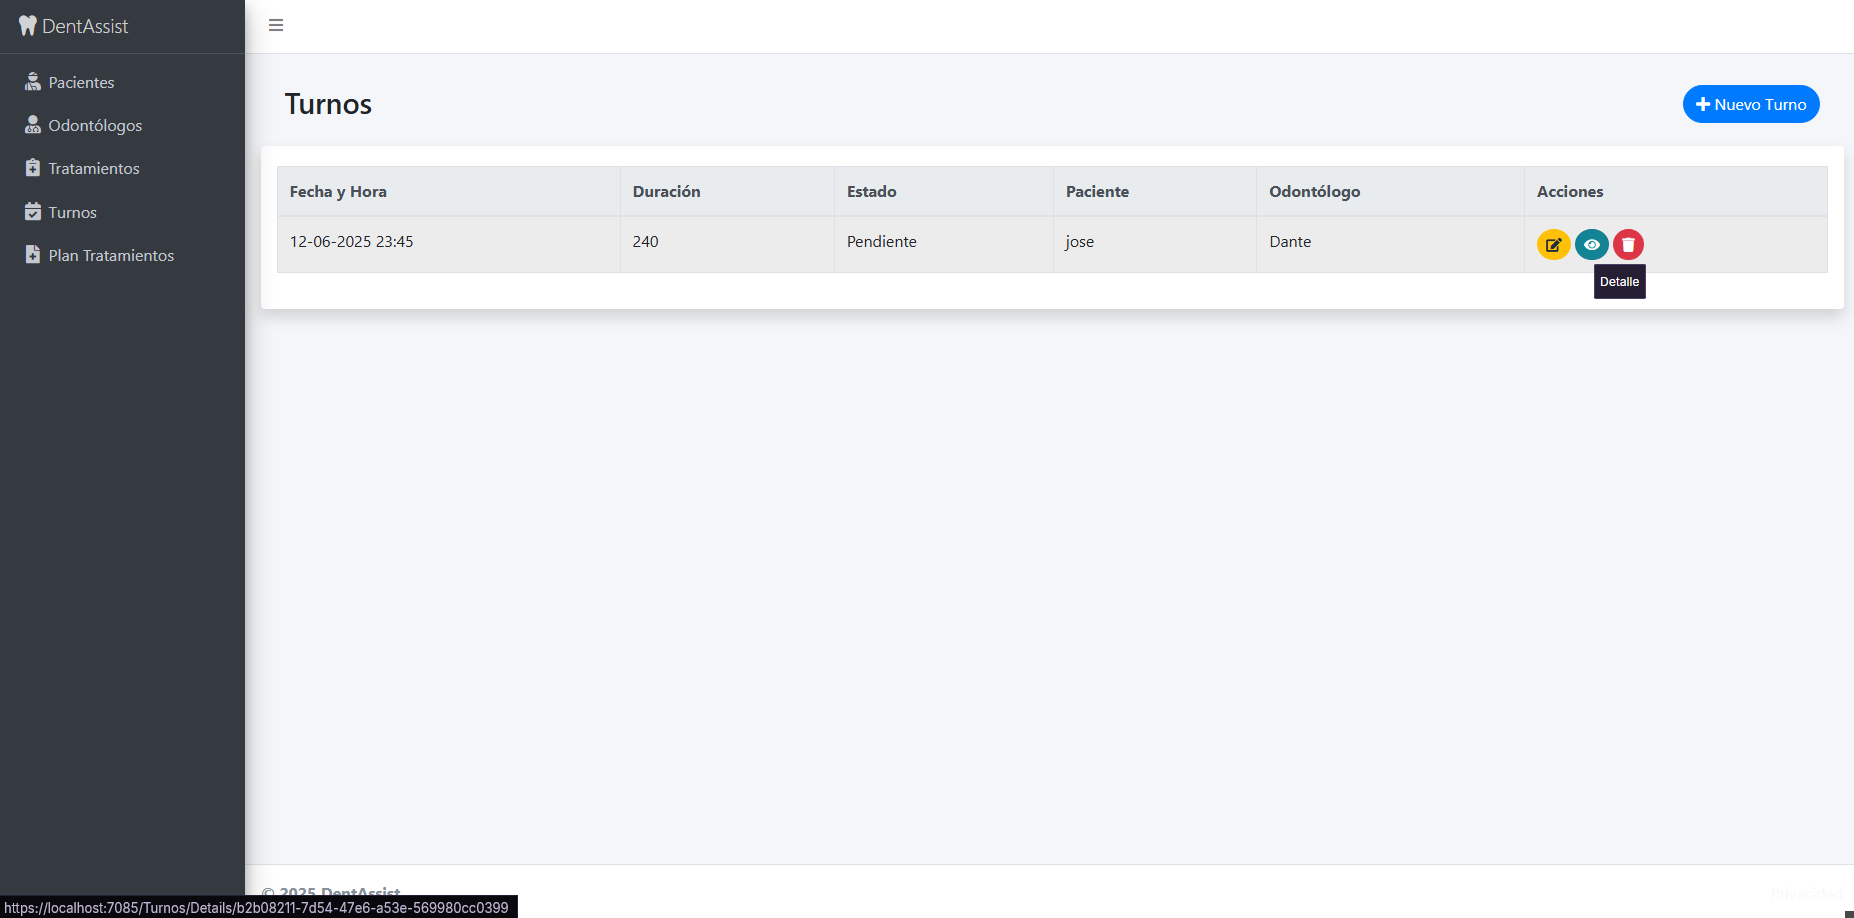 DentAssist
Pacientes
Odontólogos
Tratamientos
Turnos
Plan Tratamientos
Turnos
Nuevo Turno
Fecha y Hora Duración Estado Paciente Odontólogo Acciones
12-06-2025 23:45 240 Pendiente jose Dante
Detalle
© 2025 DentAssist
Privacidad
https://localhost:7085/Turnos/Details/b2b08211-7d54-47e6-a53e-569980cc0399